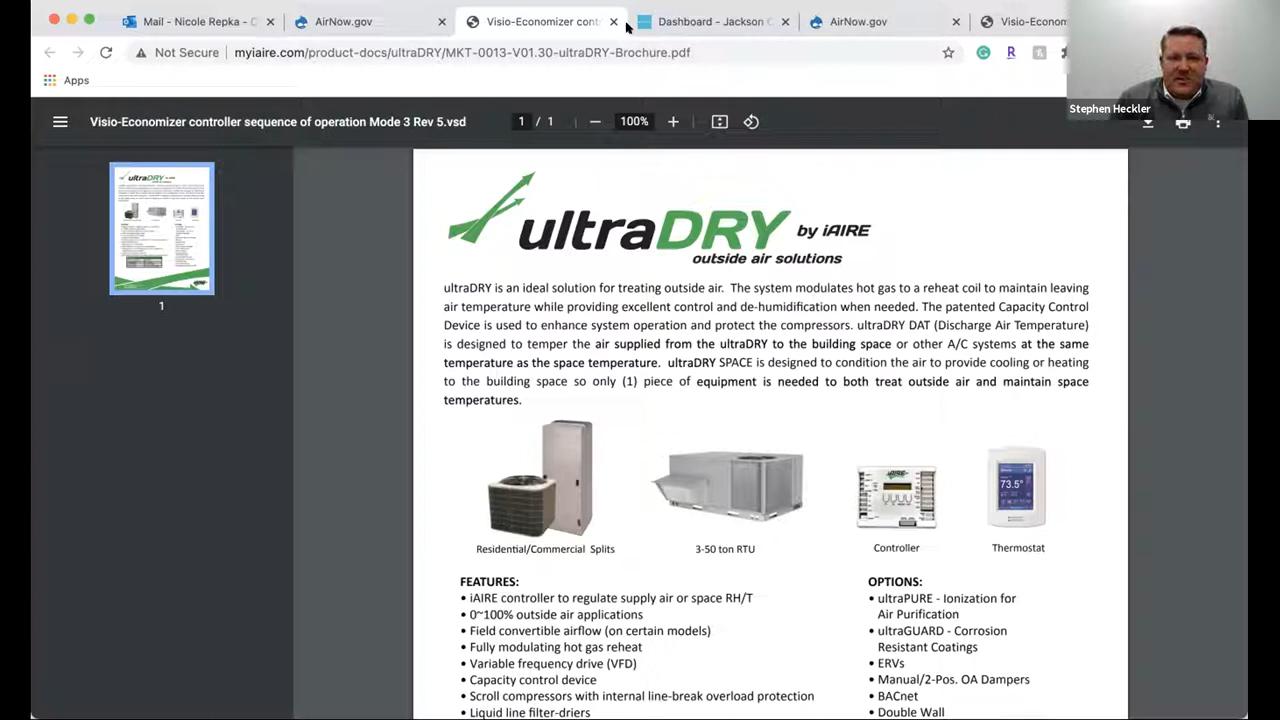 Mail - Nicole Repka - C
AirNow.gov
Visio-Economizer cont
Dashboard - Jackson C
AirNow.gov
Visio-Econom
Not Secure
myiaire.com/product-docs/ultraDRY/MKT-0013-V01.30-ultraDRY-Brochure.pdf
R
Apps
Stephen Heckler
Visio-Economizer controller sequence of operation Mode 3 Rev 5.vsd
1 / 1
100%
ultraDRY by iAIRE
outside air solutions
ultraDRY is an ideal solution for treating outside air. The system modulates hot gas to a reheat coil to maintain leaving
air temperature while providing excellent control and de-humidification when needed. The patented Capacity Control
Device is used to enhance system operation and protect the compressors. ultraDRY DAT (Discharge Air Temperature)
is designed to temper the air supplied from the ultraDRY to the building space or other A/C systems at the same
temperature as the space temperature. ultraDRY SPACE is designed to condition the air to provide cooling or heating
to the building space so only (1) piece of equipment is needed to both treat outside air and maintain space
temperatures.
1
iAIRE
73.5°
Residential/Commercial Splits
3-50 ton RTU
Controller
Thermostat
FEATURES:
• iAIRE controller to regulate supply air or space RH/T
• 0~100% outside air applications
• Field convertible airflow (on certain models)
• Fully modulating hot gas reheat
• Variable frequency drive (VFD)
• Capacity control device
• Scroll compressors with internal line-break overload protection
• Liquid line filter-driers
OPTIONS:
• ultraPURE - Ionization for
Air Purification
• ultraGUARD - Corrosion
Resistant Coatings
• ERVs
• Manual/2-Pos. OA Dampers
• BACnet
• Double Wall